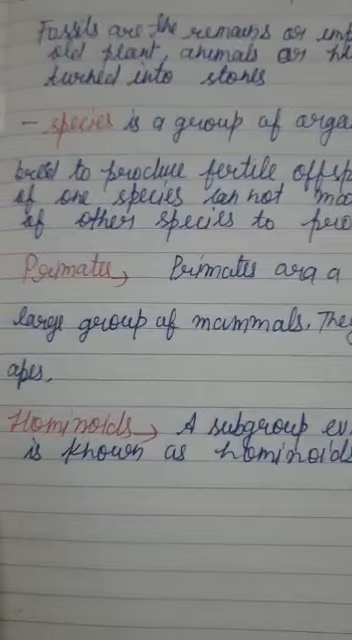 Fossils are the remains or
old plant, animals or
turned into stones
- species is a group of
breed to produce fertile
of one species can not
of other species to
Primates → Primates are a
large group of mammals. They
apes.
Hominoids → A subgroup
is known as hominoids